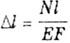 Δl = Nl / EF